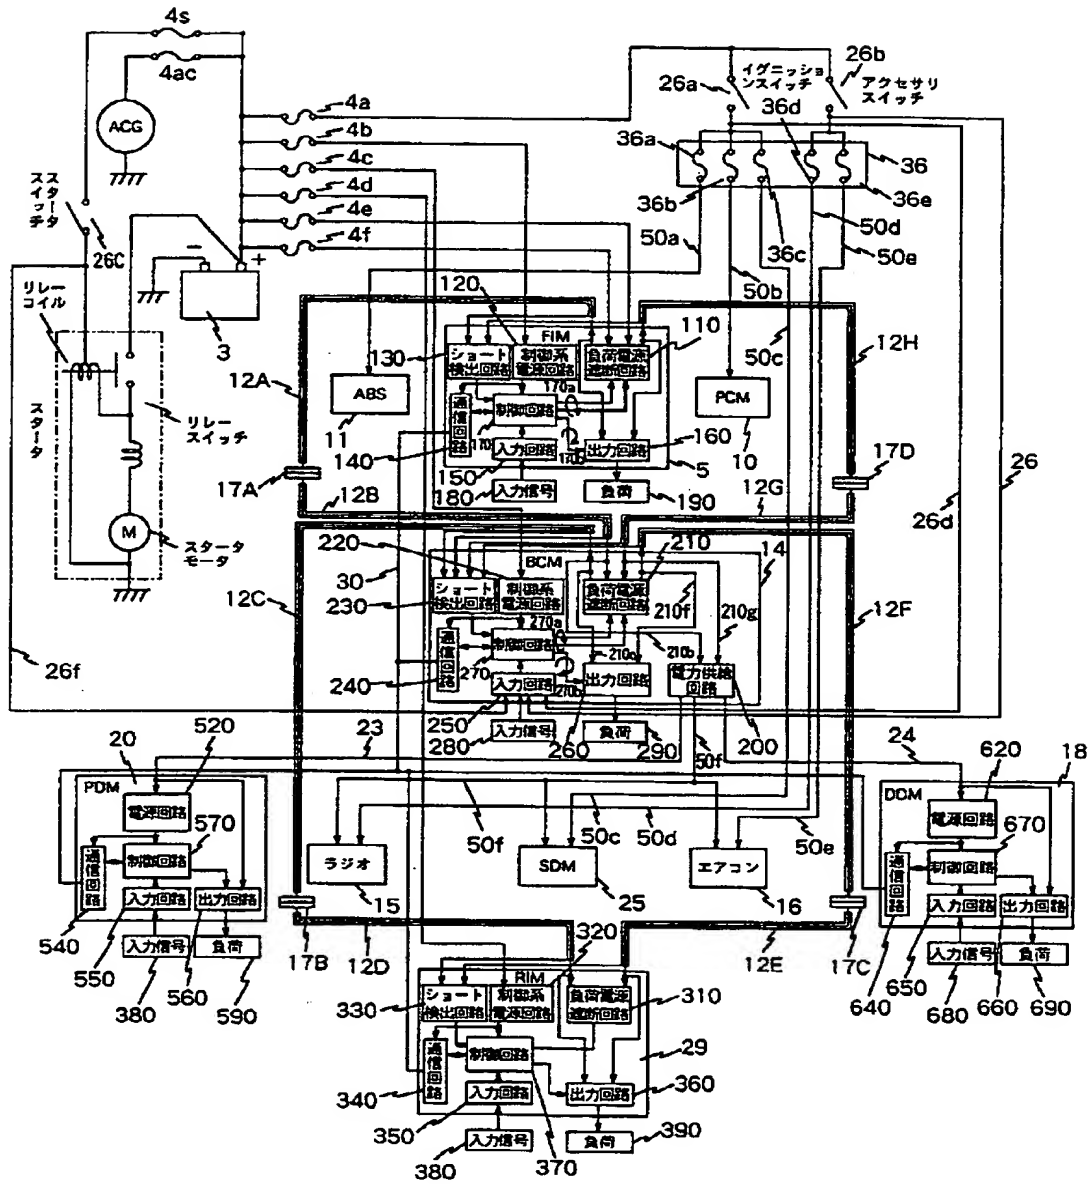 4s
4ac
ACG
4a
4b
4c
4d
4e
4f
26a
イグニッショ
ンスイッチ
26b
アクセサリ
スイッチ
36a
36d
36
36b
36c
36e
50a
50b
50c
50d
50e
スタータ
スイッチ
26C
−
+
3
リレー
コイル
スタータ
リレー
スイッチ
M
スタータ
モータ
26f
120
110
FIM
130
ショート
検出回路
制御系
電源回路
負荷電源
遮断回路
12A
12H
ABS
11
PCM
10
通信回路
制御回路
170
170a
170b
140
入力回路
出力回路
160
150
5
180
入力信号
負荷
190
17A
17D
12B
12G
26
26d
220
210
14
BCM
30
230
ショート
検出回路
制御系
電源回路
負荷電源
遮断回路
12C
12F
210f
210g
通信回路
制御回路
270
270a
270b
210a
210b
240
入力回路
出力回路
電力供給
回路
250
280
入力信号
260
負荷
290
200
50f
20
520
23
24
620
18
PDM
電源回路
570
制御回路
通信回路
入力回路
出力回路
540
550
入力信号
380
560
負荷
590
50f
50c
50d
50e
ラジオ
15
SDM
25
エアコン
16
DDM
電源回路
670
制御回路
通信回路
入力回路
出力回路
640
650
入力信号
680
660
負荷
690
17B
12D
320
12E
17C
RIM
330
ショート
検出回路
制御系
電源回路
負荷電源
遮断回路
310
29
通信回路
制御回路
340
入力回路
出力回路
360
350
380
入力信号
370
負荷
390